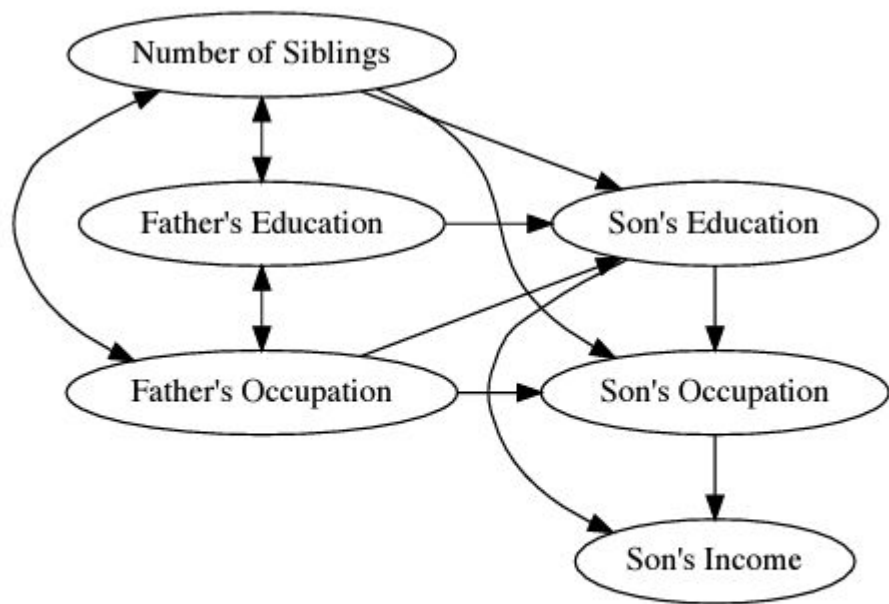 Number of Siblings
Father's Education
Son's Education
Father's Occupation
Son's Occupation
Son's Income